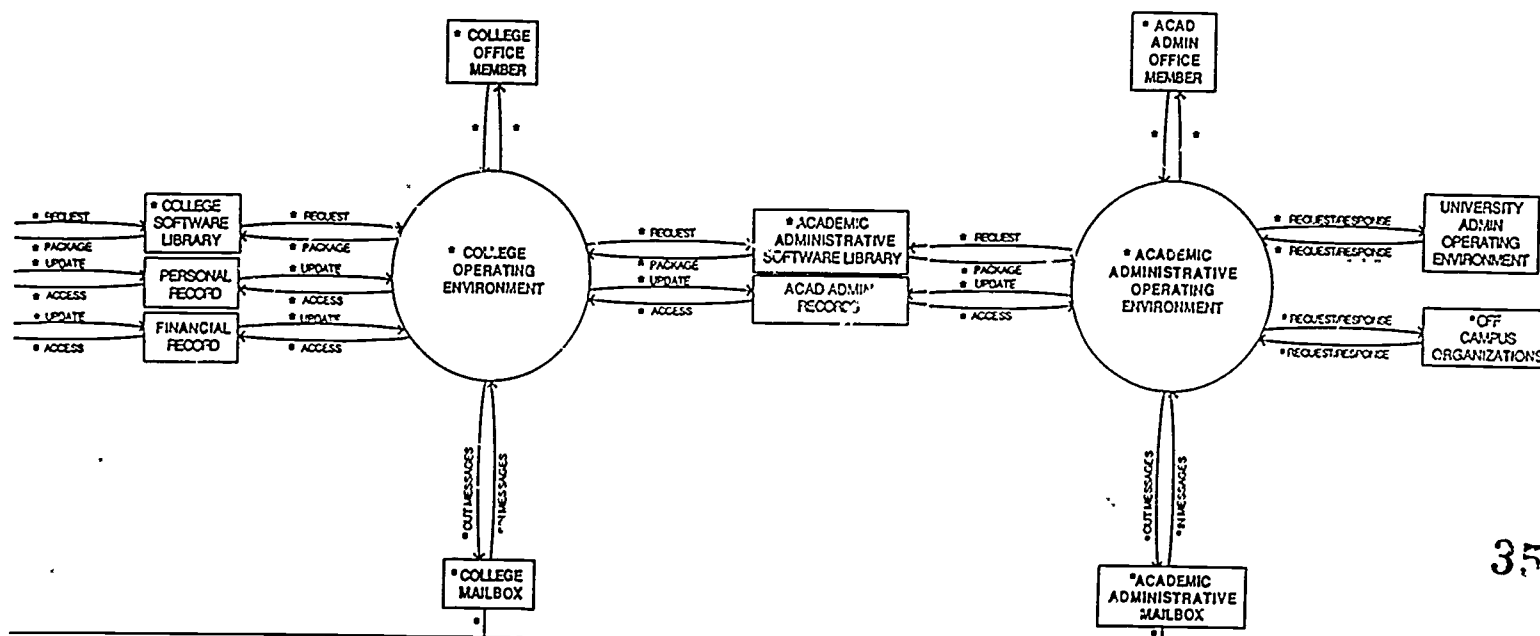 * COLLEGE
OFFICE
MEMBER
* ACAD
ADMIN
OFFICE
MEMBER
* *
* *
* REQUEST
* PACKAGE
* UPDATE
* ACCESS
* UPDATE
* ACCESS
* COLLEGE
SOFTWARE
LIBRARY
PERSONAL
RECORD
FINANCIAL
RECORD
* REQUEST
* PACKAGE
* UPDATE
* ACCESS
* UPDATE
* ACCESS
* COLLEGE
OPERATING
ENVIRONMENT
* REQUEST
* PACKAGE
* UPDATE
* ACCESS
* ACADEMIC
ADMINISTRATIVE
SOFTWARE LIBRARY
ACAD ADMIN
RECORDS
* REQUEST
* PACKAGE
* UPDATE
* ACCESS
* ACADEMIC
ADMINISTRATIVE
OPERATING
ENVIRONMENT
* REQUEST/RESPONSE
* REQUEST/RESPONSE
UNIVERSITY
ADMIN
OPERATING
ENVIRONMENT
* REQUEST/RESPONSE
* REQUEST/RESPONSE
* OFF
CAMPUS
ORGANIZATIONS
* OUT MESSAGES
* IN MESSAGES
* OUT MESSAGES
* IN MESSAGES
* COLLEGE
MAILBOX
*
* ACADEMIC
ADMINISTRATIVE
MAILBOX
*
35